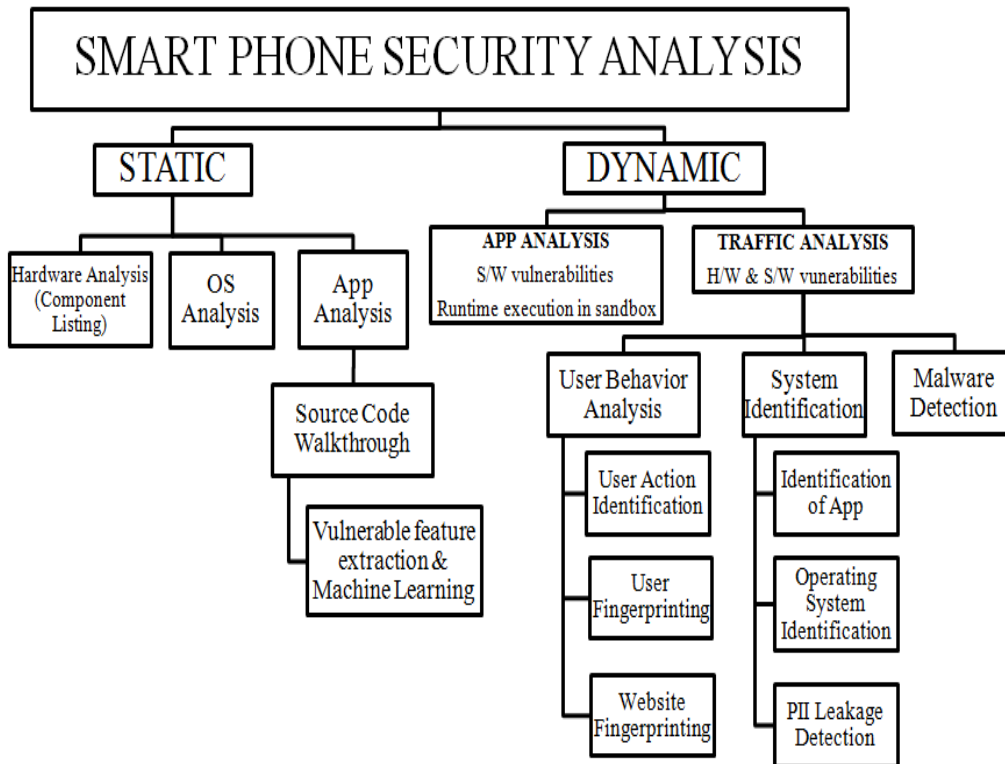 SMART PHONE SECURITY ANALYSIS
STATIC
DYNAMIC
Hardware Analysis
(Component
Listing)
OS
Analysis
App
Analysis
APP ANALYSIS
S/W vulnerabilities
Runtime execution in sandbox
TRAFFIC ANALYSIS
H/W & S/W vunerabilities
Source Code
Walkthrough
Vulnerable feature
extraction &
Machine Learning
User Behavior
Analysis
System
Identification
Malware
Detection
User Action
Identification
User
Fingerprinting
Website
Fingerprinting
Identification
of App
Operating
System
Identification
PII Leakage
Detection